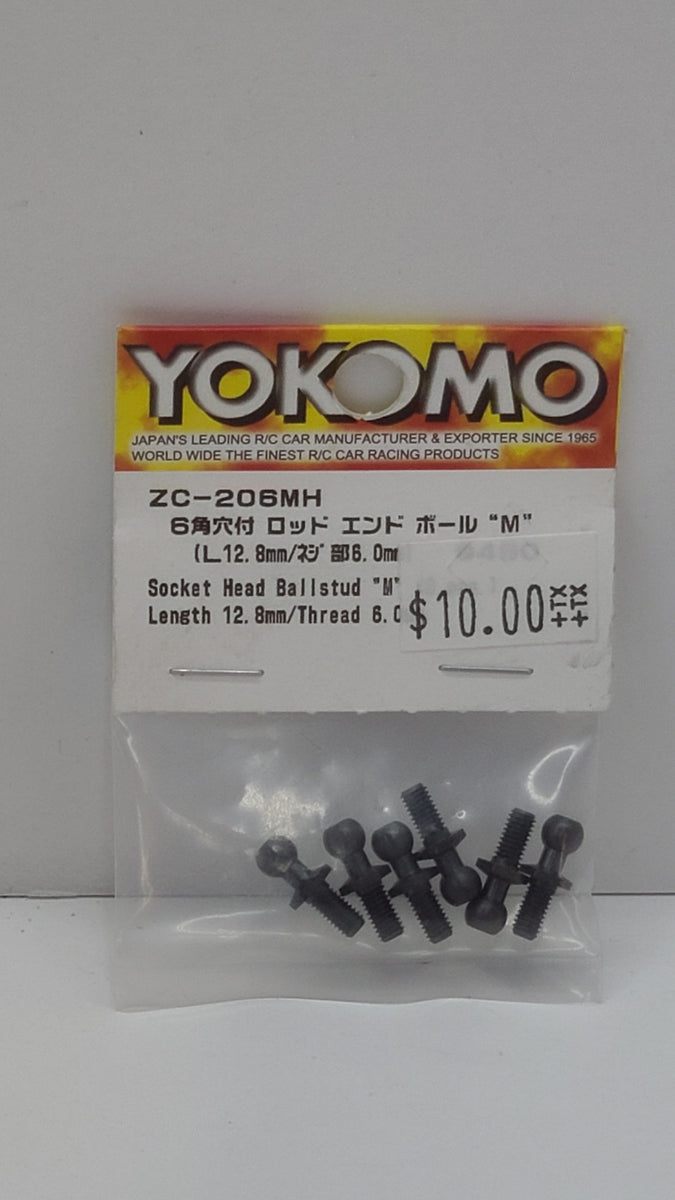 YOKOMO
JAPAN'S LEADING R/C CAR MANUFACTURER & EXPORTER SINCE 1965
WORLD WIDE THE FINEST R/C CAR RACING PRODUCTS
ZC-206MH
6角穴付 ロッド エンド ボール “M”
(L12.8mm/ネジ部6.0mm
Socket Head Ballstud "M"
Length 12.8mm/Thread 6.0
$10.00